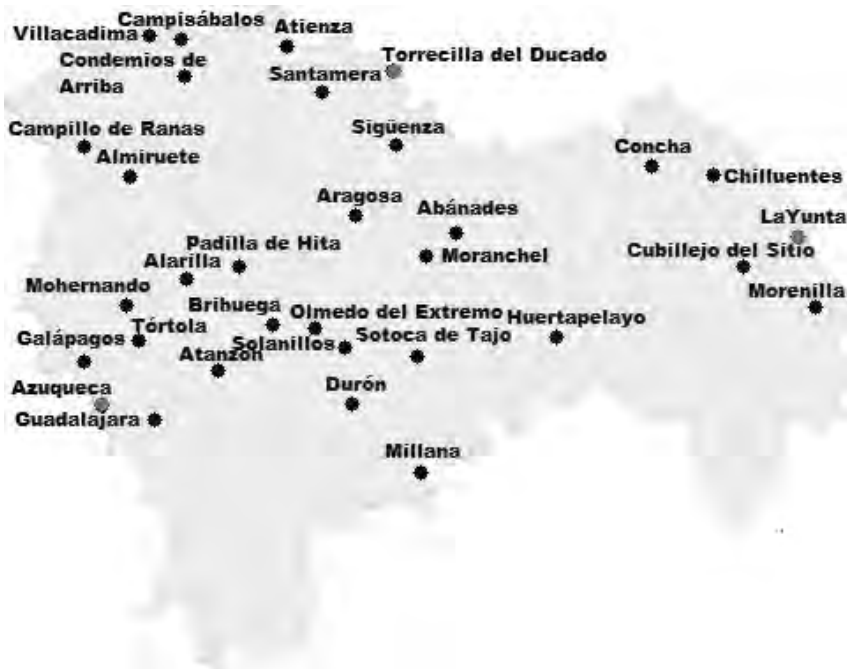 Campisábalos
Villacadima
Atienza
Torrecilla del Ducado
Condemios de
Arriba
Santamera
Campillo de Ranas
Sigüenza
Almiruete
Concha
Chilluentes
Aragosa
Abánades
LaYunta
Padilla de Hita
Alarilla
Moranchel
Cubillejo del Sitio
Mohernando
Morenilla
Brihuega
Olmedo del Extremo
Huertapelayo
Tórtola
Galápagos
Solanillos
Sotoca de Tajo
Atanzón
Azuqueca
Durón
Guadalajara
Millana